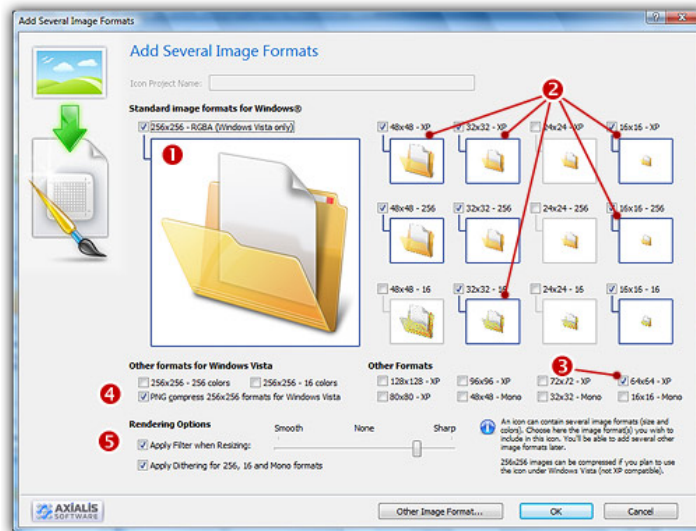 Add Several Image Formats
Add Several Image Formats
Icon Project Name:
Standard image formats for Windows®
256x256 - RGBA (Windows Vista only)
48x48 - XP
32x32 - XP
24x24 - XP
16x16 - XP
1
2
48x48 - 256
32x32 - 256
24x24 - 256
16x16 - 256
48x48 - 16
32x32 - 16
24x24 - 16
16x16 - 16
Other formats for Windows Vista
256x256 - 256 colors
256x256 - 16 colors
4
PNG compress 256x256 formats for Windows Vista
Other Formats
3
128x128 - XP
96x96 - XP
72x72 - XP
64x64 - XP
80x80 - XP
48x48 - Mono
32x32 - Mono
16x16 - Mono
Rendering Options
Smooth
None
Sharp
5
Apply Filter when Resizing:
Apply Dithering for 256, 16 and Mono formats
An icon can contain several image formats (size and
colors). Choose here the image format(s) you wish to
include in this icon. You'll be able to add several other
image formats later.
256x256 images can be compressed if you plan to use
the icon under Windows Vista (not XP compatible).
AXIALIS
SOFTWARE
Other Image Format...
OK
Cancel